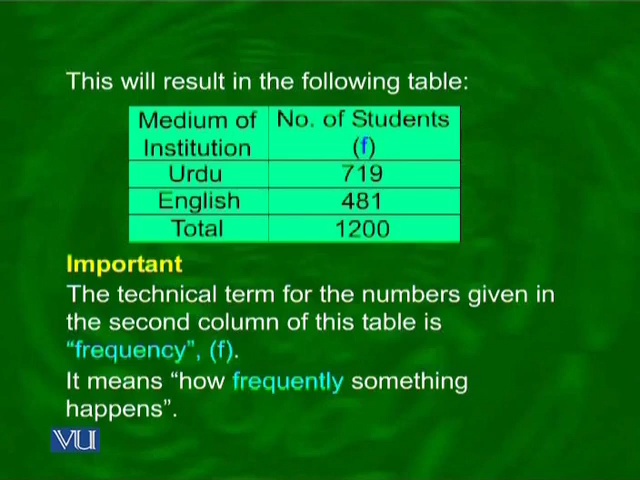 This will result in the following table:
Medium of Institution No. of Students (f)
Urdu 719
English 481
Total 1200
Important
The technical term for the numbers given in
the second column of this table is
“frequency”, (f).
It means “how frequently something
happens”.
VU